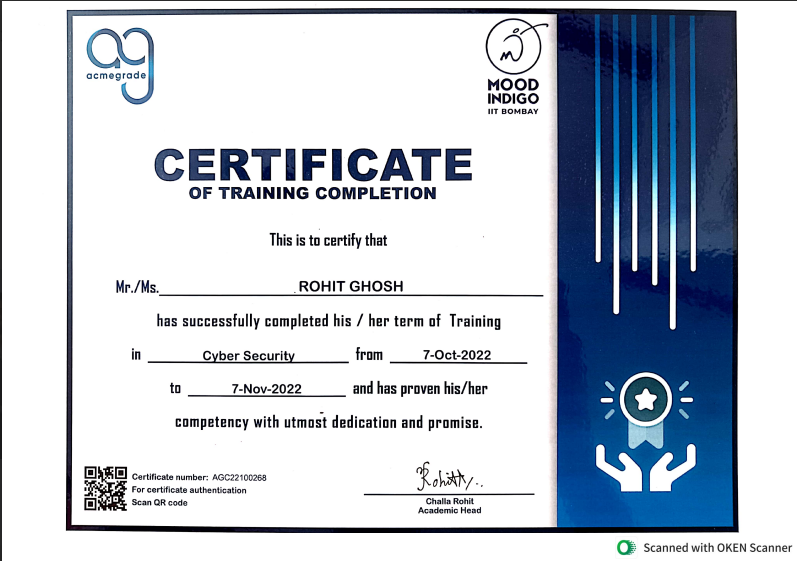 acmegrade
MOOD
INDIGO
IIT BOMBAY
CERTIFICATE
OF TRAINING COMPLETION
This is to certify that
Mr./Ms. ROHIT GHOSH
has successfully completed his / her term of Training
in Cyber Security from 7-Oct-2022
to 7-Nov-2022 and has proven his/her
competency with utmost dedication and promise.
Certificate number: AGC22100268
For certificate authentication
Scan QR code
Rohit
Challa Rohit
Academic Head
Scanned with OKEN Scanner